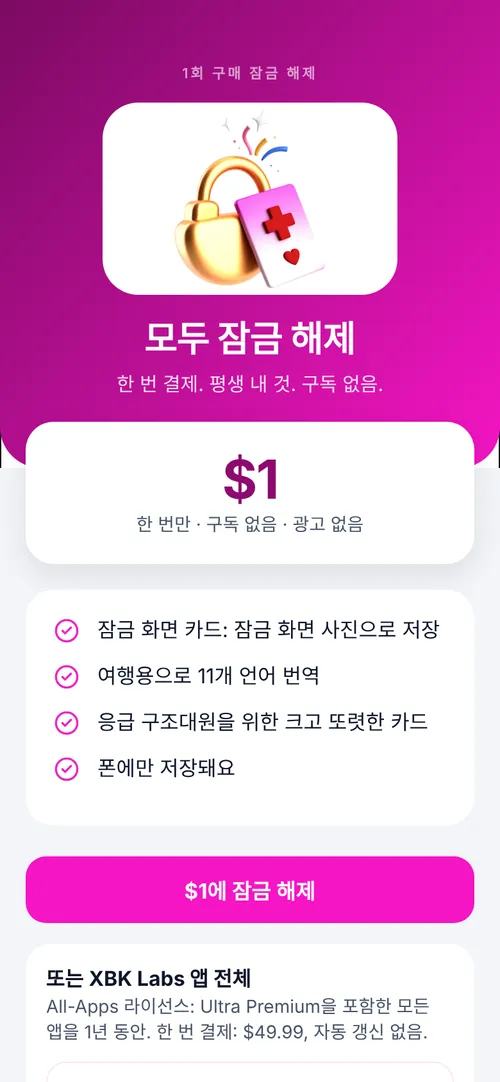 1회 구매 잠금 해제
모두 잠금 해제
한 번 결제. 평생 내 것. 구독 없음.
$1
한 번만 · 구독 없음 · 광고 없음
잠금 화면 카드: 잠금 화면 사진으로 저장
여행용으로 11개 언어 번역
응급 구조대원을 위한 크고 또렷한 카드
폰에만 저장돼요
$1에 잠금 해제
또는 XBK Labs 앱 전체
All-Apps 라이선스: Ultra Premium을 포함한 모든
앱을 1년 동안. 한 번 결제: $49.99, 자동 갱신 없음.